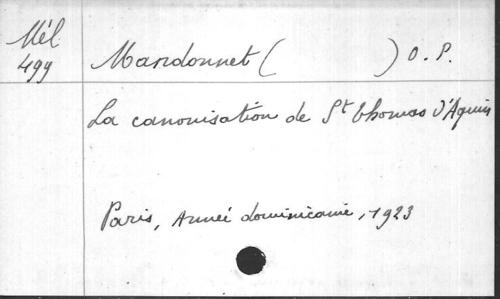 Mél
499
Mandonnet ( ) O. P.
La canonisation de St Thomas d'Aquin
Paris, Année dominicaine, 1923